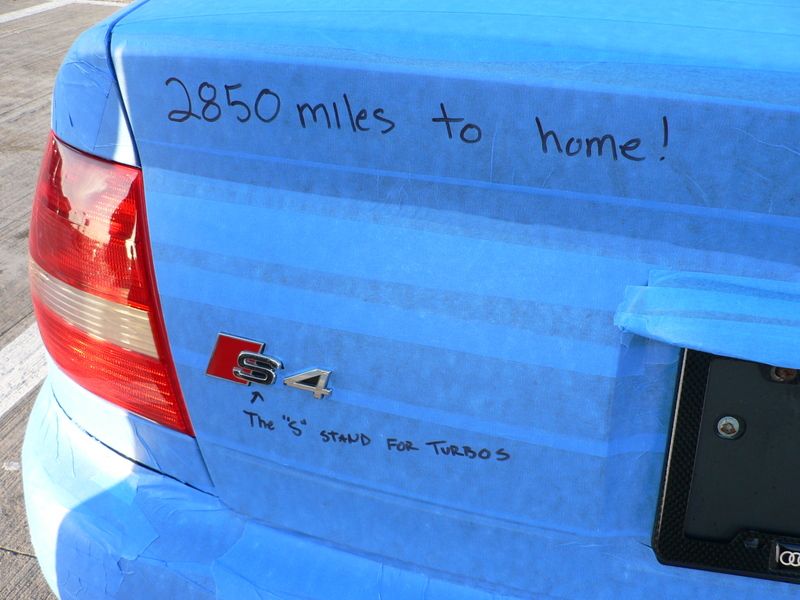 2850 miles to home!
S4
The "S" STAND FOR TURBOS